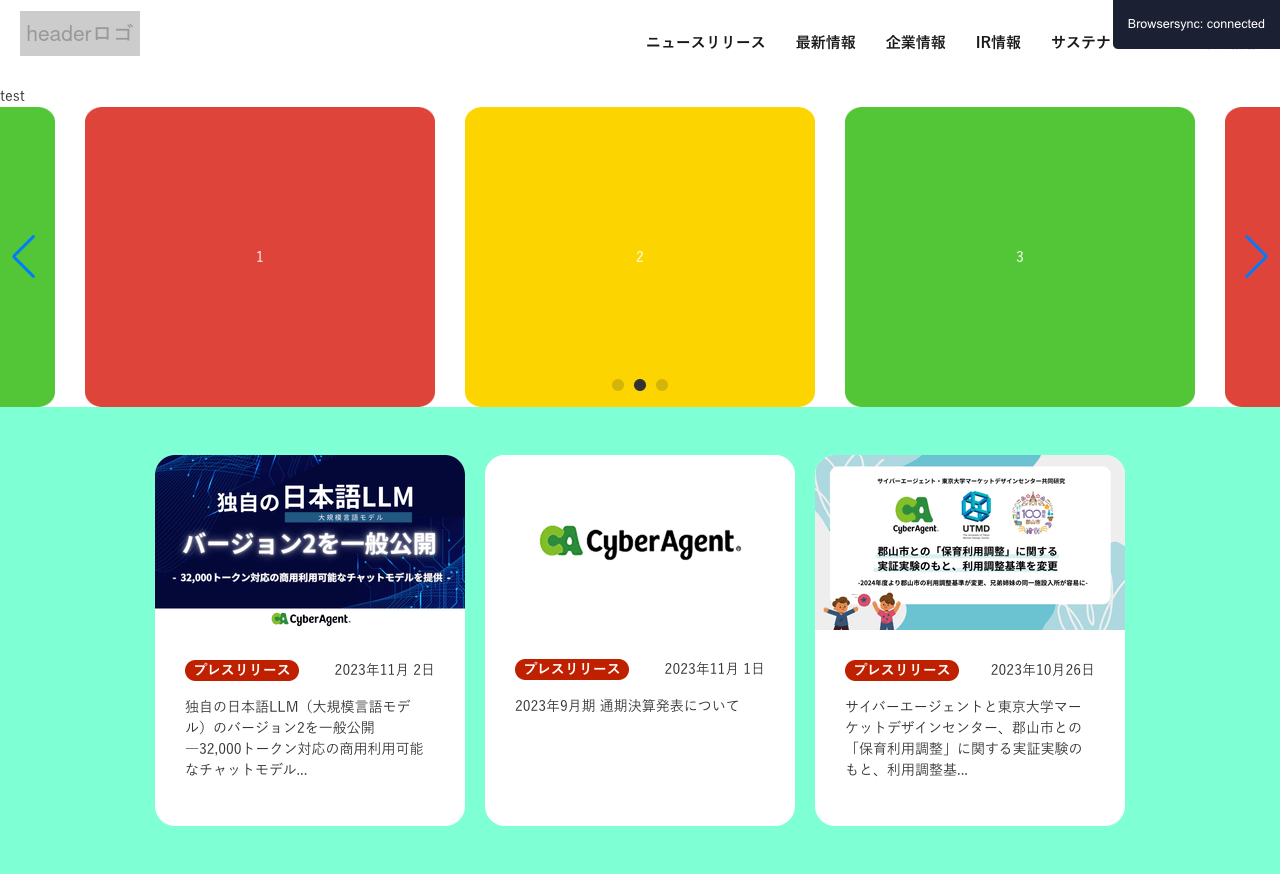 headerロゴ
ニュースリリース 最新情報 企業情報 IR情報 サステナ
Browsersync: connected
test
1
2
3
独自の日本語LLM
大規模言語モデル
バージョン2を一般公開
- 32,000トークン対応の商用利用可能なチャットモデルを提供 -
CyberAgent.
プレスリリース 2023年11月 2日
独自の日本語LLM（大規模言語モデ
ル）のバージョン2を一般公開
―32,000トークン対応の商用利用可能
なチャットモデル...
CyberAgent®
プレスリリース 2023年11月 1日
2023年9月期 通期決算発表について
サイバーエージェント・東京大学マーケットデザインセンター共同研究
CyberAgent.
UTMD
100
郡山市
郡山市との「保育利用調整」に関する
実証実験のもと、利用調整基準を変更
-2024年度より郡山市の利用調整基準が変更、兄弟姉妹の同一施設入所が容易に-
プレスリリース 2023年10月26日
サイバーエージェントと東京大学マー
ケットデザインセンター、郡山市との
「保育利用調整」に関する実証実験の
もと、利用調整基...